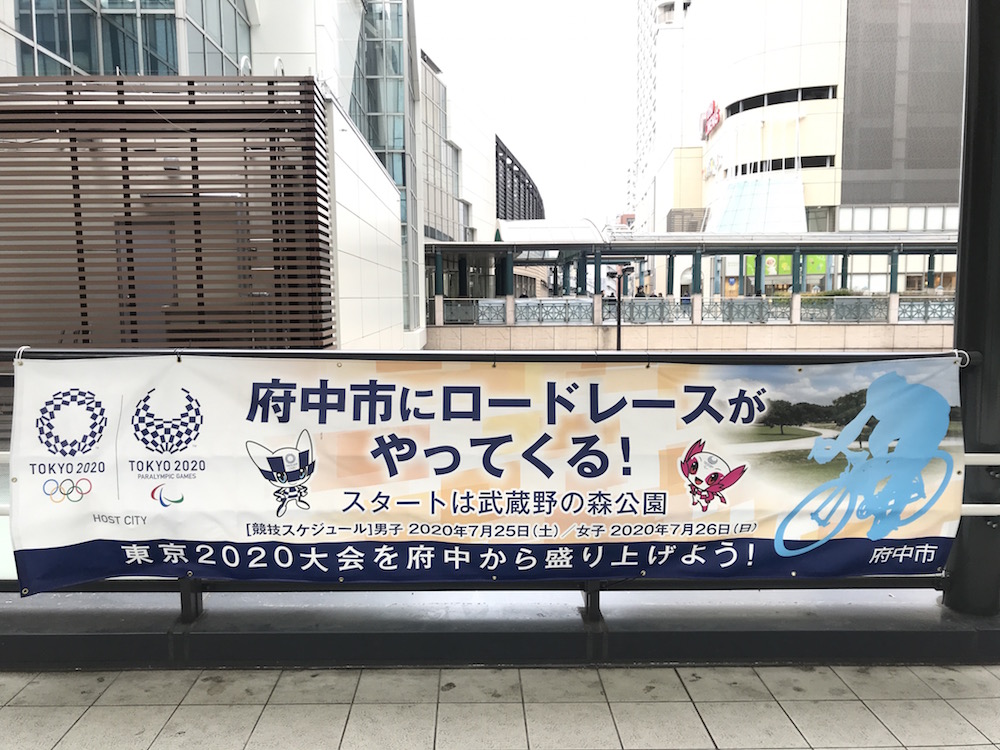 府中市にロードレースが
やってくる!
スタートは武蔵野の森公園
[競技スケジュール]男子 2020年7月25日(土)/女子 2020年7月26日(日)
東京2020大会を府中から盛り上げよう!
府中市
TOKYO 2020
TOKYO 2020
PARALYMPIC GAMES
HOST CITY